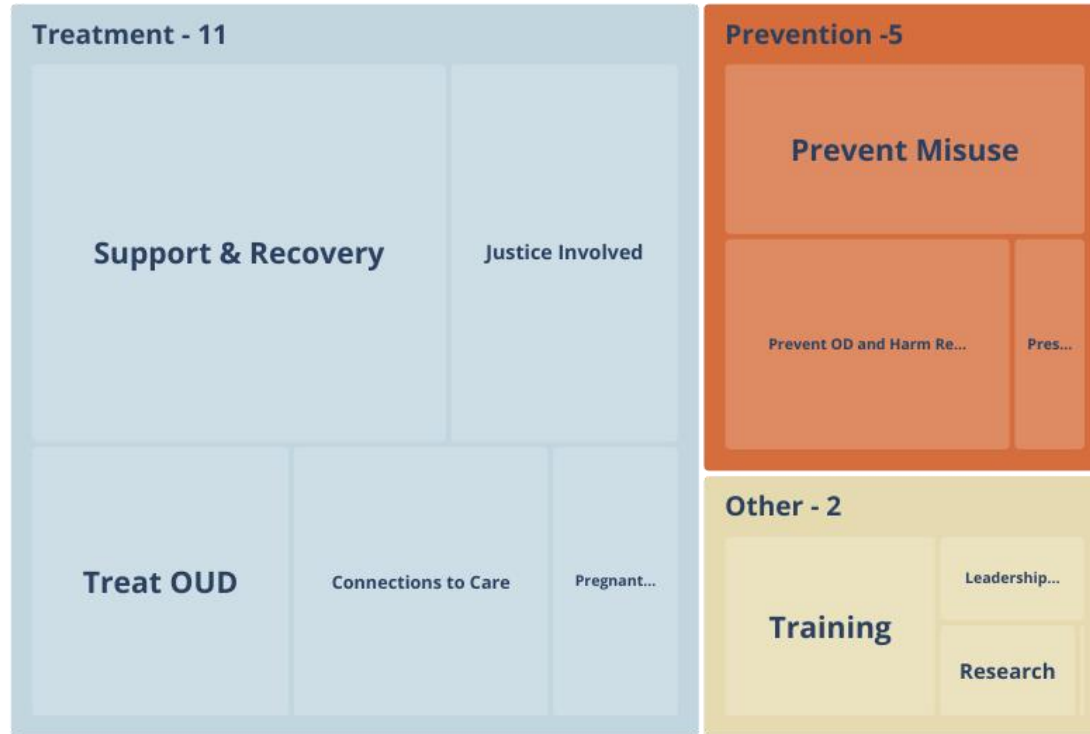 Treatment - 11
Support & Recovery
Justice Involved
Treat OUD
Connections to Care
Pregnant...
Prevention -5
Prevent Misuse
Prevent OD and Harm Re...
Pres...
Other - 2
Training
Leadership...
Research